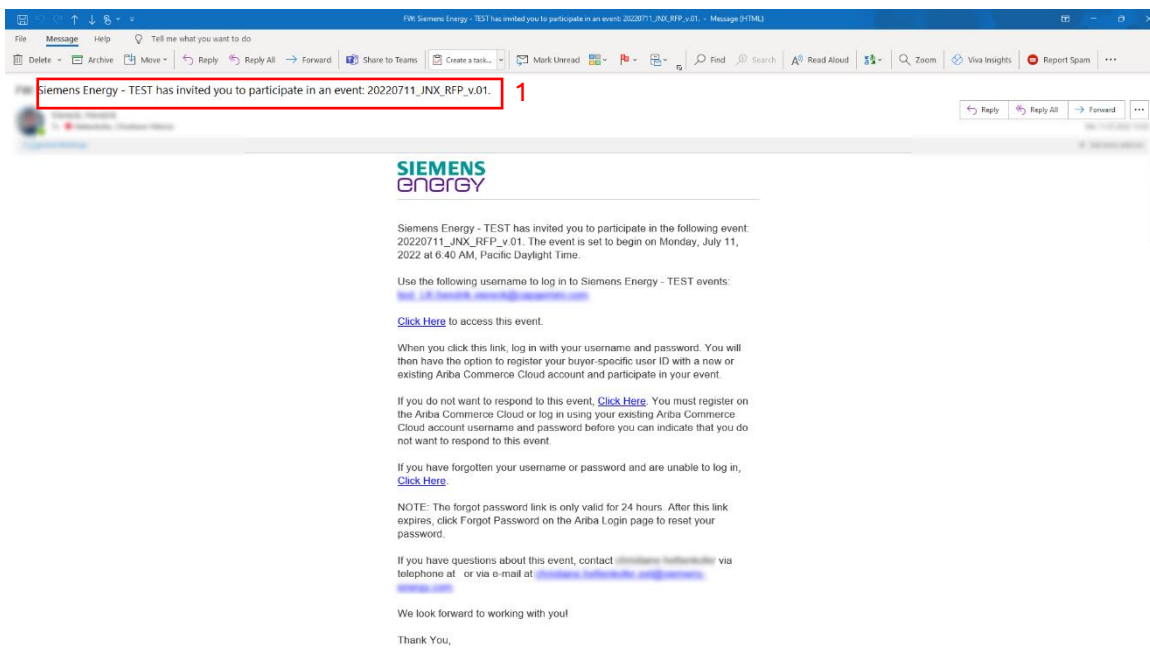 FW: Siemens Energy - TEST has invited you to participate in an event: 20220711_JNX_RFP_v.01. - Message (HTML)
File Message Help Tell me what you want to do
Delete Archive Move Reply Reply All Forward Share to Teams Create a task... Mark Unread Find Search Read Aloud Zoom Viva Insights Report Spam
Siemens Energy - TEST has invited you to participate in an event: 20220711_JNX_RFP_v.01. 1
Reply Reply All Forward
SIEMENS
energy
Siemens Energy - TEST has invited you to participate in the following event:
20220711_JNX_RFP_v.01. The event is set to begin on Monday, July 11,
2022 at 6:40 AM, Pacific Daylight Time.
Use the following username to log in to Siemens Energy - TEST events:
Click Here to access this event.
When you click this link, log in with your username and password. You will
then have the option to register your buyer-specific user ID with a new or
existing Ariba Commerce Cloud account and participate in your event.
If you do not want to respond to this event, Click Here. You must register on
the Ariba Commerce Cloud or log in using your existing Ariba Commerce
Cloud account username and password before you can indicate that you do
not want to respond to this event.
If you have forgotten your username or password and are unable to log in,
Click Here.
NOTE: The forgot password link is only valid for 24 hours. After this link
expires, click Forgot Password on the Ariba Login page to reset your
password.
If you have questions about this event, contact via
telephone at or via e-mail at
We look forward to working with you!
Thank You,